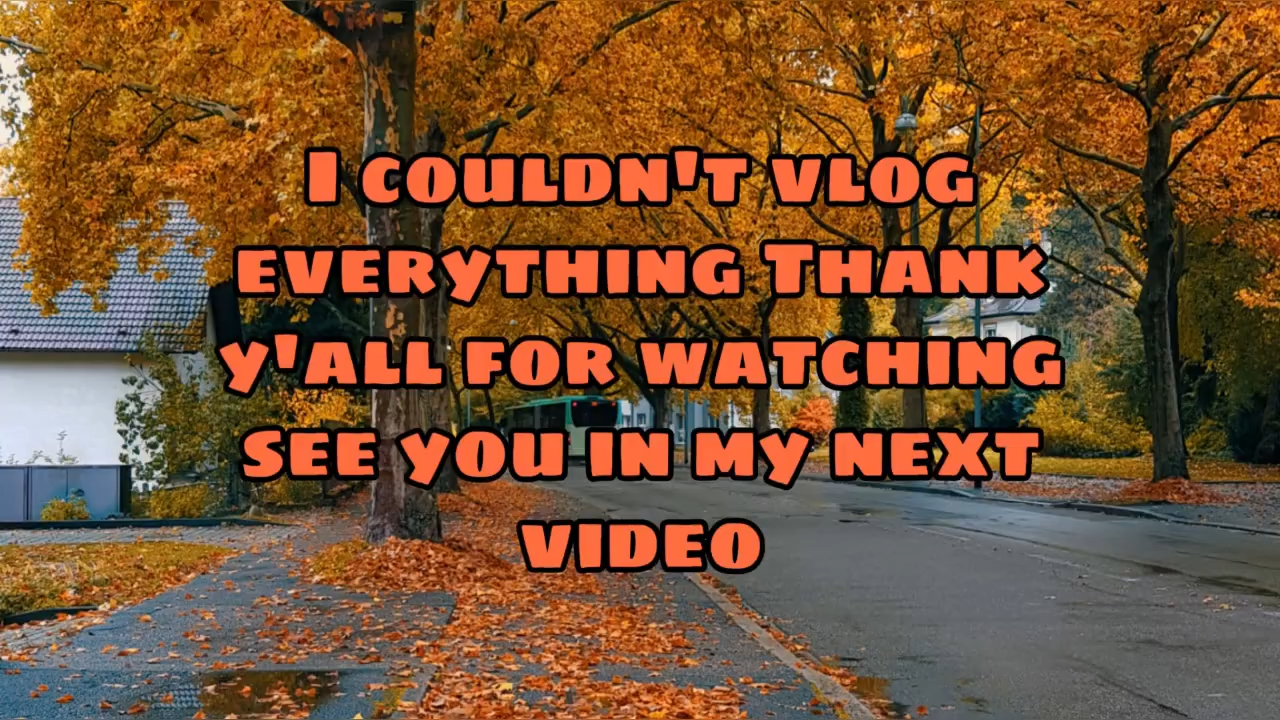 I couldn't vlog
everything Thank
y'all for watching
see you in my next
video